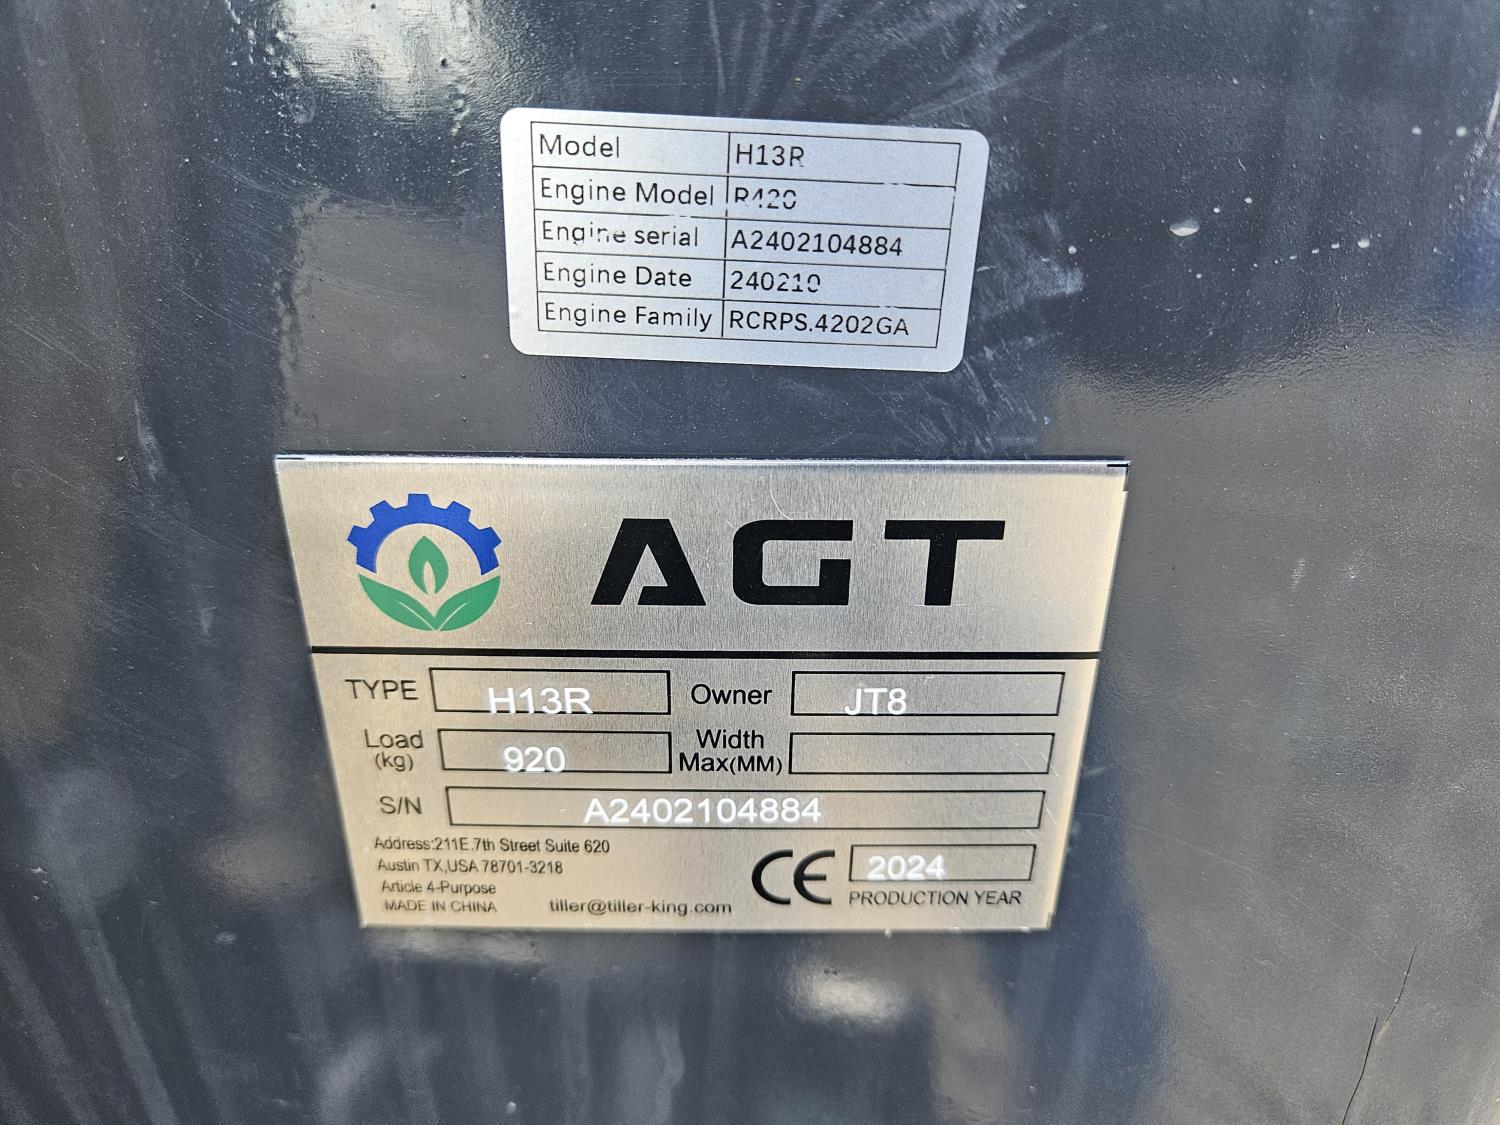 Model H13R
Engine Model R420
Engine serial A2402104884
Engine Date 240210
Engine Family RCRPS.4202GA
AGT
TYPE H13R Owner JT8
Load (kg) 920 Width Max(MM)
S/N A2402104884
Address:211E.7th Street Suite 620
Austin TX,USA 78701-3218
Article 4-Purpose
MADE IN CHINA
tiller@tiller-king.com
CE 2024
PRODUCTION YEAR